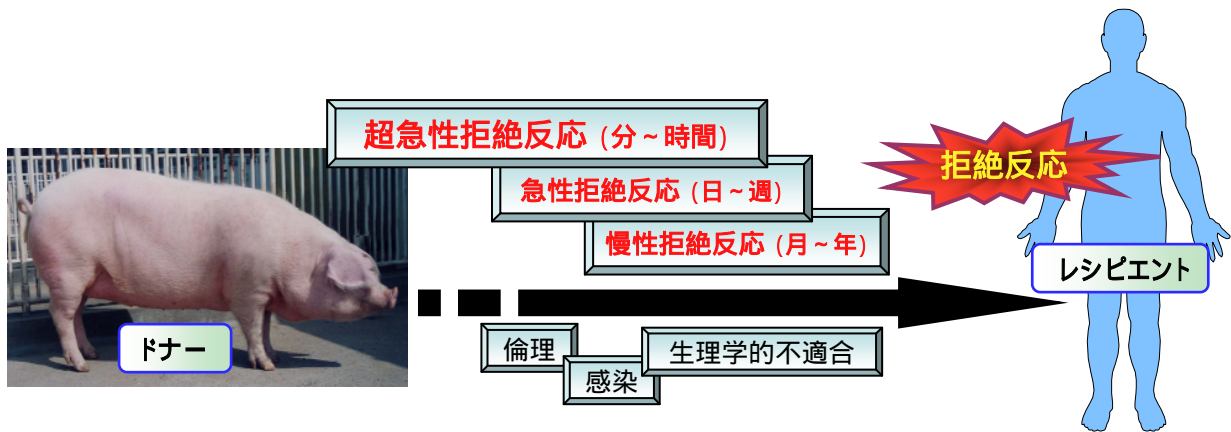 超急性拒絶反応（分～時間）
急性拒絶反応（日～週）
慢性拒絶反応（月～年）
拒絶反応
レシピエント
ドナー
倫理
感染
生理学的不適合